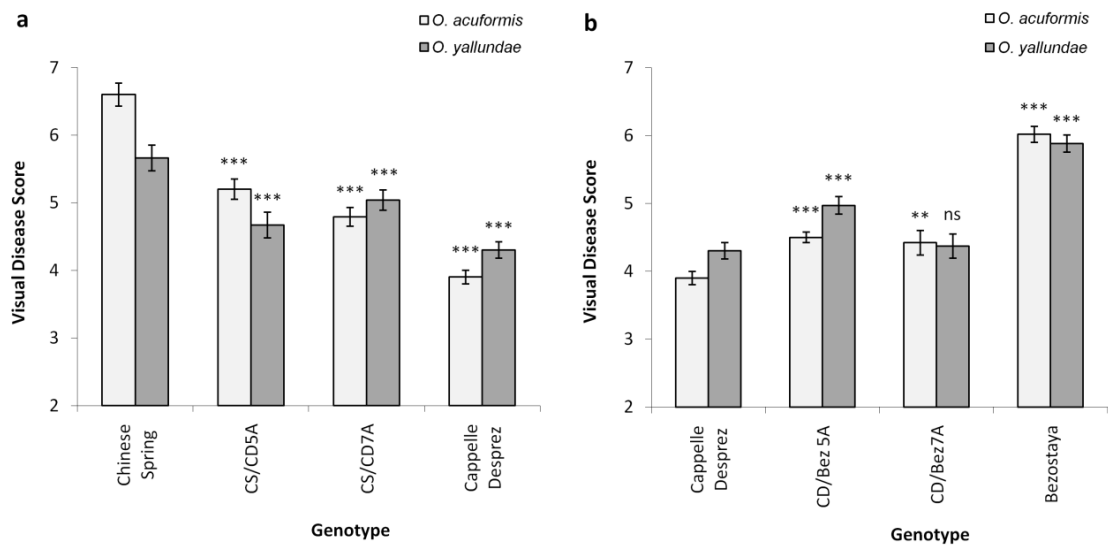 a
O. acuformis
O. yallundae
7
6
5
4
3
2
Visual Disease Score
***
***
***
***
***
***
Chinese
Spring
CS/CD5A
CS/CD7A
Cappelle
Desprez
Genotype
b
O. acuformis
O. yallundae
7
6
5
4
3
2
Visual Disease Score
***
***
**
ns
***
***
Cappelle
Desprez
CD/Bez 5A
CD/Bez7A
Bezostaya
Genotype